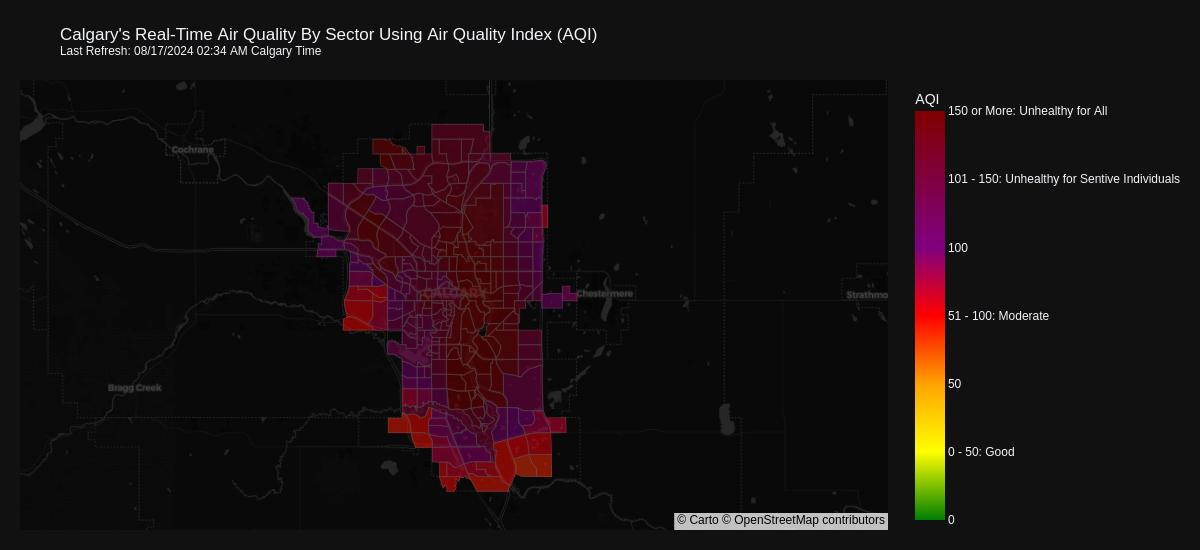 Calgary's Real-Time Air Quality By Sector Using Air Quality Index (AQI)
Last Refresh: 08/17/2024 02:34 AM Calgary Time
AQI
150 or More: Unhealthy for All
Cochrane
101 - 150: Unhealthy for Sentive Individuals
100
CALGARY
Chestermere
Strathmo
51 - 100: Moderate
50
Bragg Creek
0 - 50: Good
© Carto © OpenStreetMap contributors
0